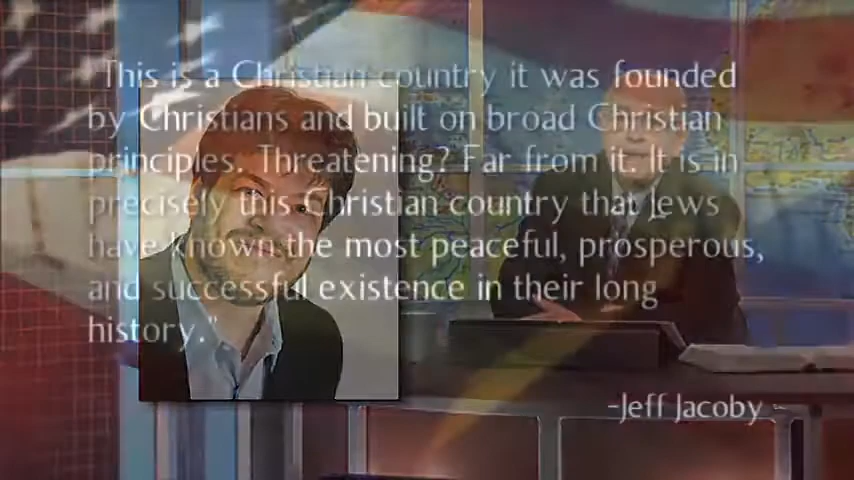 This is a Christian country it was founded
by Christians and built on broad Christian
principles. Threatening? Far from it. It is in
precisely this Christian country that Jews
have known the most peaceful, prosperous,
and successful existence in their long
history."
-Jeff Jacoby -